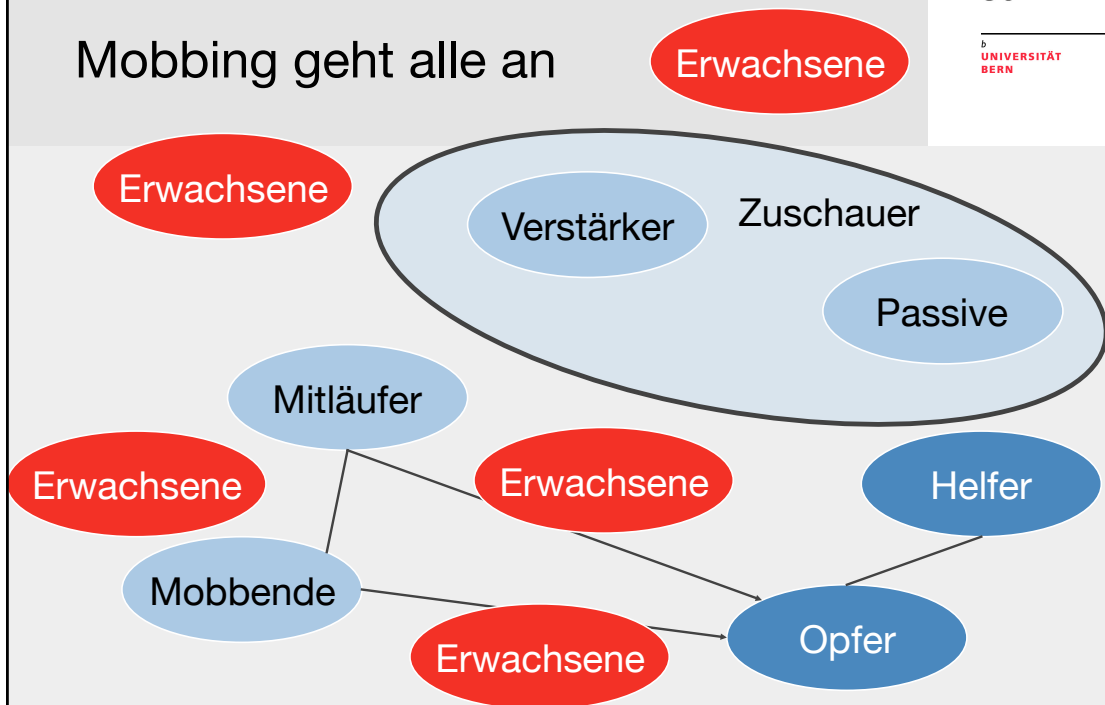 Mobbing geht alle an
Erwachsene
b
UNIVERSITÄT
BERN
Erwachsene
Verstärker
Zuschauer
Passive
Mitläufer
Erwachsene
Erwachsene
Helfer
Mobbende
Erwachsene
Opfer